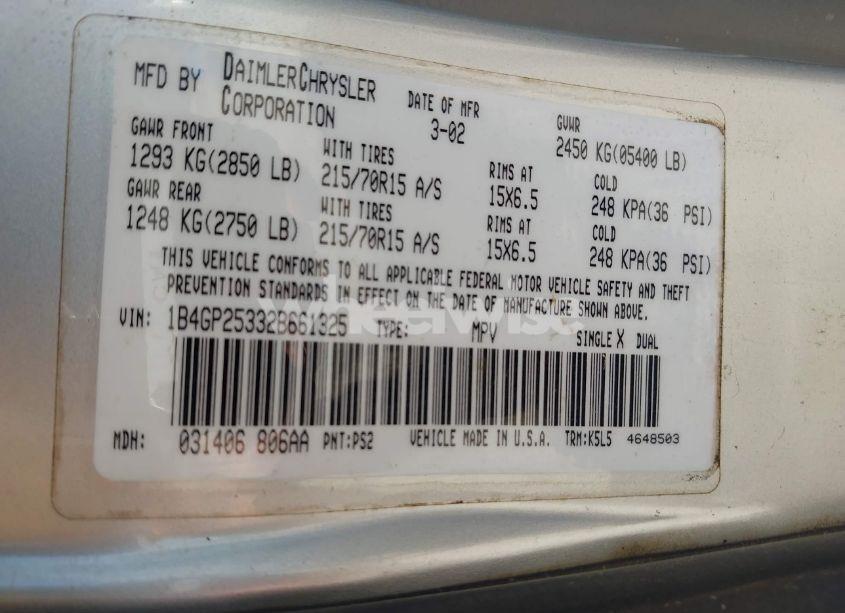 MFD BY DAIMLERCHRYSLER CORPORATION
DATE OF MFR 3-02
GVWR 2450 KG(05400 LB)
GAWR FRONT WITH TIRES RIMS AT COLD
1293 KG(2850 LB) 215/70R15 A/S 15X6.5 248 KPA(36 PSI)
GAWR REAR WITH TIRES RIMS AT COLD
1248 KG(2750 LB) 215/70R15 A/S 15X6.5 248 KPA(36 PSI)
THIS VEHICLE CONFORMS TO ALL APPLICABLE FEDERAL MOTOR VEHICLE SAFETY AND THEFT
PREVENTION STANDARDS IN EFFECT ON THE DATE OF MANUFACTURE SHOWN ABOVE.
wheelwise
VIN: 1B4GP25332B661325 TYPE: MPV SINGLE X DUAL
MDH: 031406 806AA PNT:PS2 VEHICLE MADE IN U.S.A. TRM:K5L5 4648503